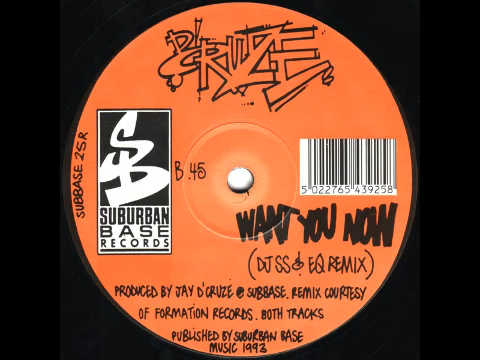 D'CRUZE
SUBBASE 25R
SUBURBAN
BASE
RECORDS
B.45
5 022765 439258
WANT YOU NOW
(DJ SS & EQ REMIX)
PRODUCED BY JAY D'CRUZE @ SUBBASE. REMIX COURTESY
OF FORMATION RECORDS. BOTH TRACKS
PUBLISHED BY SUBURBAN BASE
MUSIC 1993